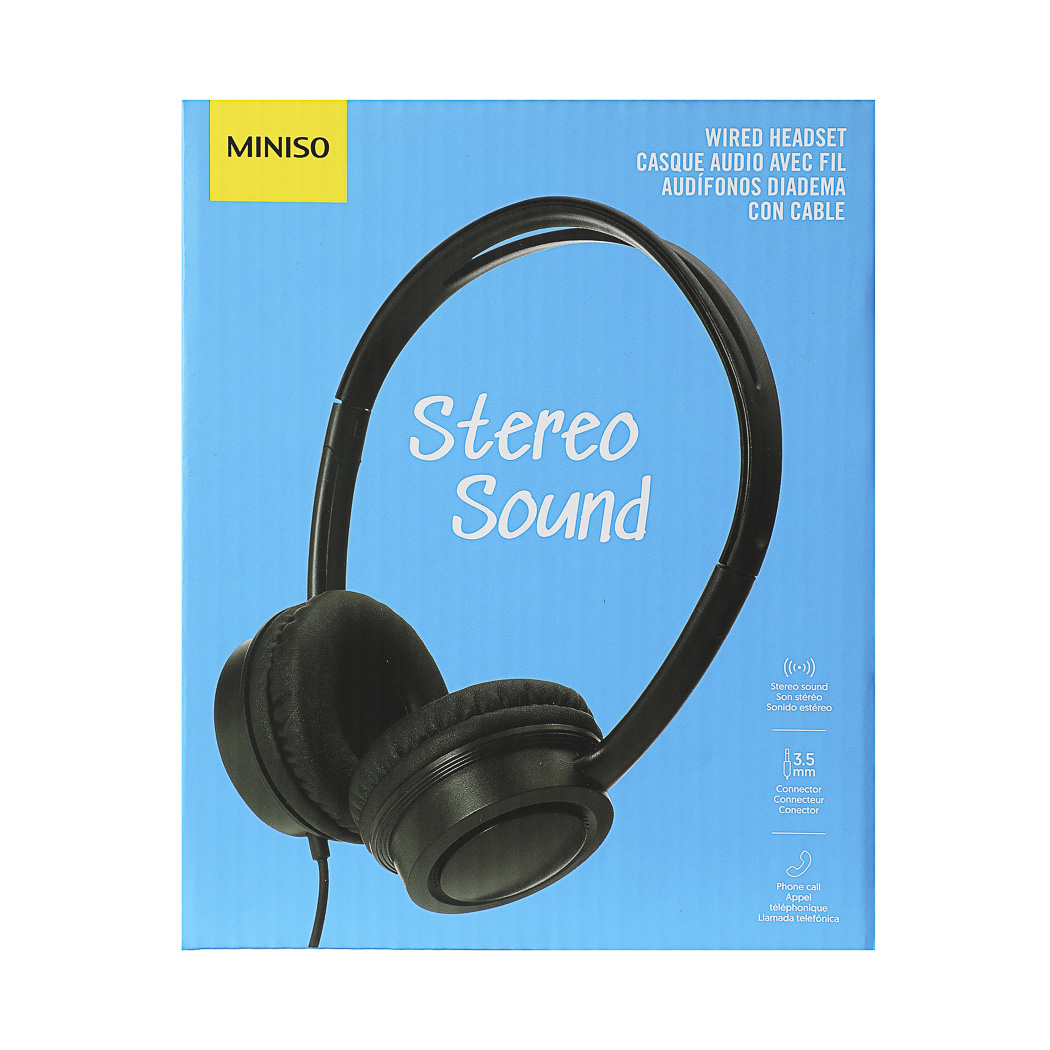 MINISO
WIRED HEADSET
CASQUE AUDIO AVEC FIL
AUDÍFONOS DIADEMA
CON CABLE
Stereo
Sound
Stereo sound
Son stéréo
Sonido estéreo
3.5
mm
Connector
Connecteur
Conector
Phone call
Appel
téléphonique
Llamada telefónica